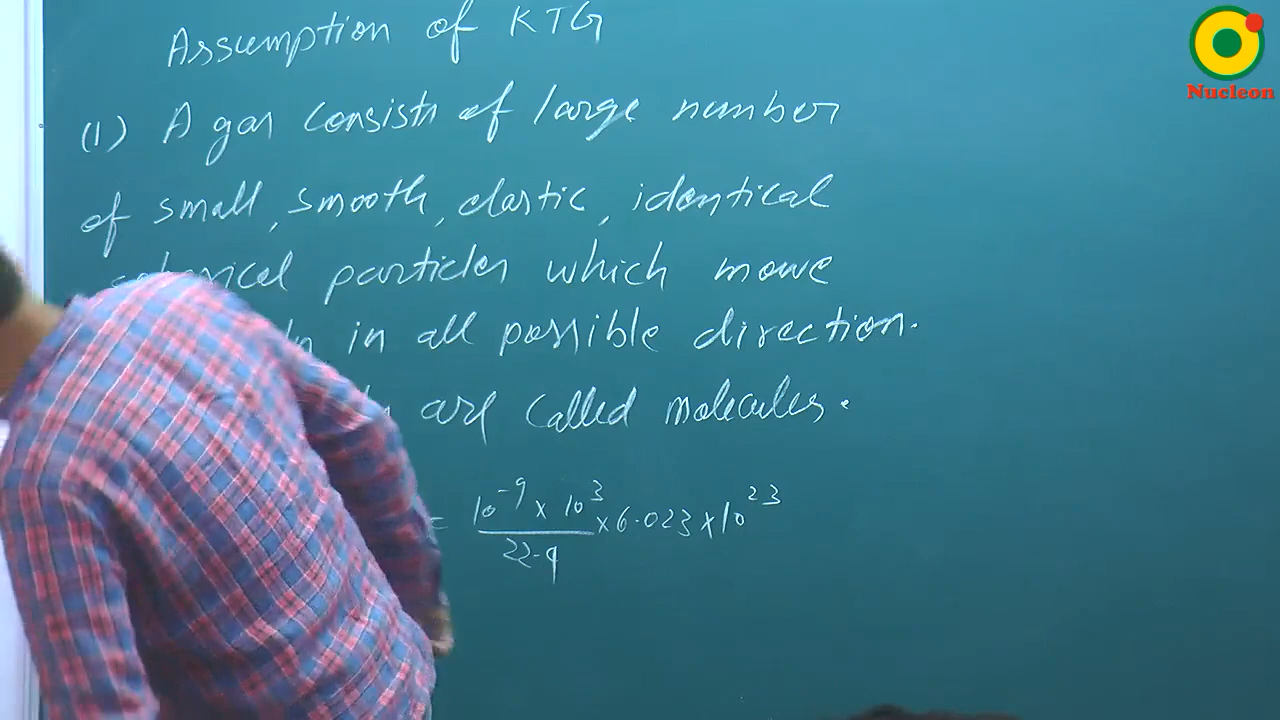 Assumption of KTG
Nucleon
(1) A gas consists of large number
of small, smooth, elastic, identical
particles which move
in all possible direction.
are called molecules.
= 10^-9 × 10^3 / 22.4 × 6.023 × 10^23